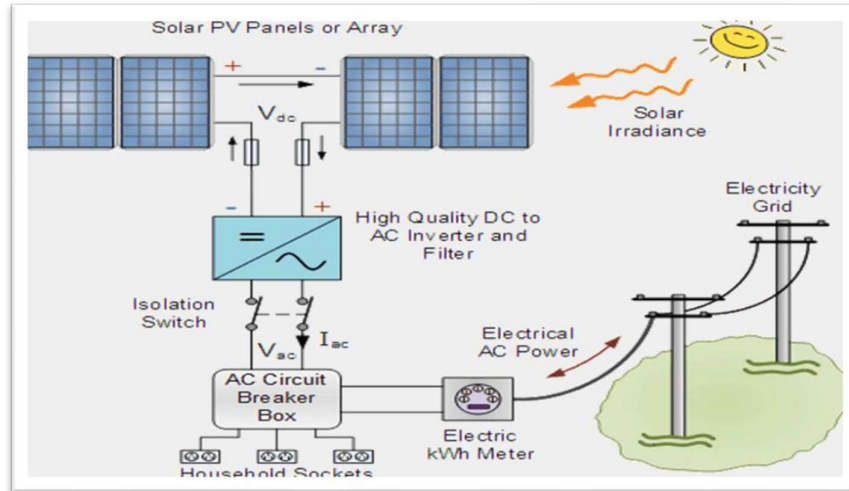 Solar PV Panels or Array
+
-
Vdc
Solar
Irradiance
-
+
High Quality DC to
AC Inverter and
Filter
Electricity
Grid
Isolation
Switch
Iac
Vac
Electrical
AC Power
AC Circuit
Breaker
Box
Electric
kWh Meter
Household Sockets